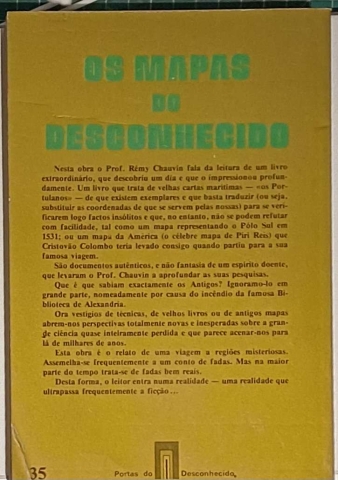 OS MAPAS
DO
DESCONHECIDO
Nesta obra o Prof. Rémy Chauvin fala da leitura de um livro
extraordinário, que descobriu um dia e que o impressionou profun-
damente. Um livro que trata de velhas cartas marítimas — «os Por-
tulanos» — de que existem exemplares e que basta traduzir (ou seja,
substituir as coordenadas de que se servem pelas nossas) para se veri-
ficarem logo factos insólitos e que, no entanto, não se podem refutar
com facilidade, tal como um mapa representando o Pólo Sul em
1531; ou um mapa da América (o célebre mapa de Piri Reis) que
Cristovão Colombo teria levado consigo quando partiu para a sua
famosa viagem.
São documentos autênticos, e não fantasia de um espírito doente,
que levaram o Prof. Chauvin a aprofundar as suas pesquisas.
Que é que sabiam exactamente os Antigos? Ignoramo-lo em
grande parte, nomeadamente por causa do incêndio da famosa Bi-
blioteca de Alexandria.
Ora vestígios de técnicas, de velhos livros ou de antigos mapas
abrem-nos perspectivas totalmente novas e inesperadas sobre a gran-
de ciência quase inteiramente perdida e que parece acenar-nos para
lá de milhares de anos.
Esta obra é o relato de uma viagem a regiões misteriosas.
Assemelha-se frequentemente a um conto de fadas. Mas na maior
parte do tempo trata-se de fadas bem reais.
Desta forma, o leitor entra numa realidade — uma realidade que
ultrapassa frequentemente a ficção...
35
Portas do Desconhecido